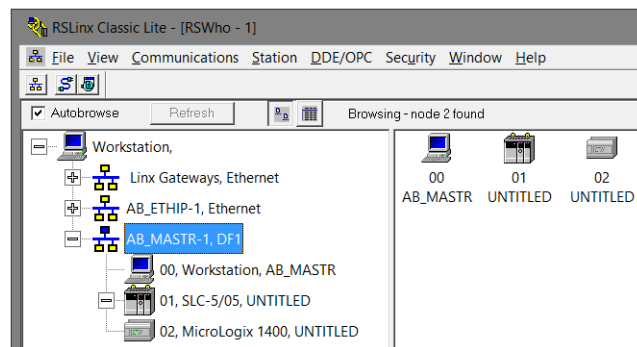 RSLinx Classic Lite - [RSWho - 1]
File View Communications Station DDE/OPC Security Window Help
Autobrowse Refresh Browsing - node 2 found
Workstation,
Linx Gateways, Ethernet
AB_ETHIP-1, Ethernet
AB_MASTR-1, DF1
00, Workstation, AB_MASTR
01, SLC-5/05, UNTITLED
02, MicroLogix 1400, UNTITLED
00 01 02
AB_MASTR UNTITLED UNTITLED